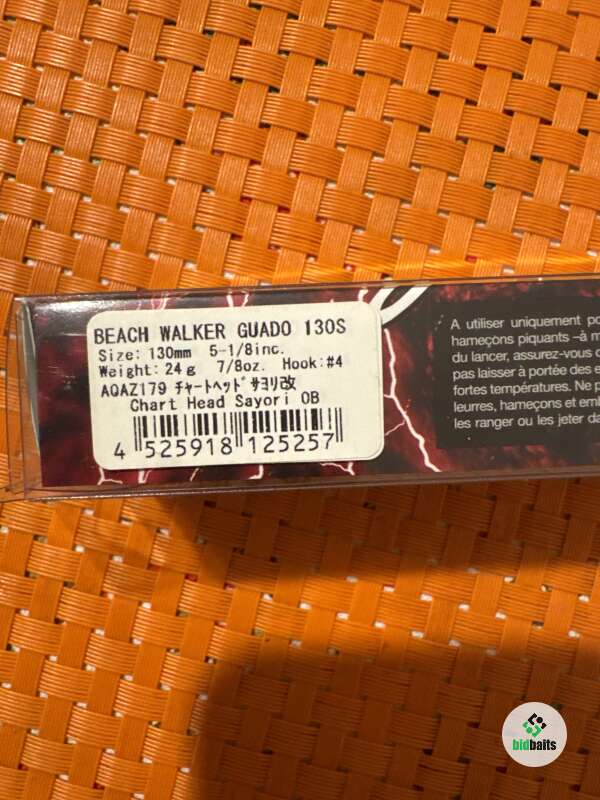 BEACH WALKER GUADO 130S
Size: 130mm 5-1/8inc.
Weight: 24g 7/8oz. Hook:#4
AQAZ179 ﾁｬｰﾄﾍｯﾄﾞ ｻﾖﾘ改
Chart Head Sayori OB
4 525918 125257
A utiliser uniquement
hameçons piquants –à
du lancer, assurez-vous
pas laisser à portée des
fortes températures. Ne
leurres, hameçons et
les ranger ou les jeter
bidbaits